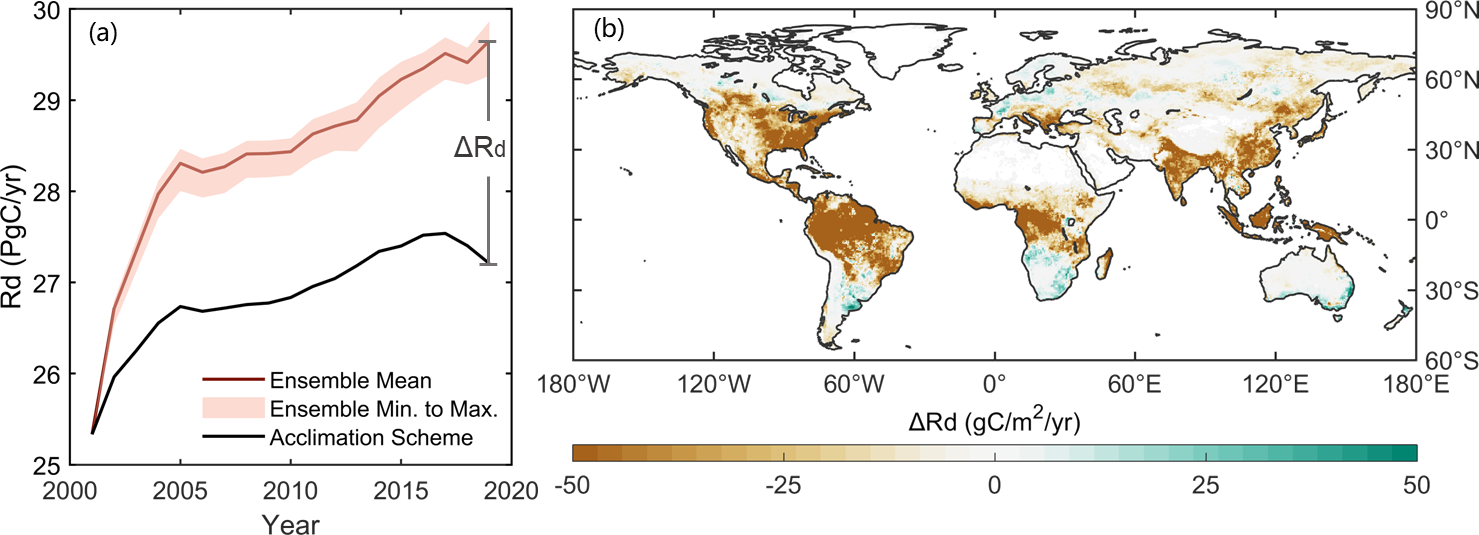 (a)
30
29
28
27
26
25
Rd (PgC/yr)
ΔRd
Ensemble Mean
Ensemble Min. to Max.
Acclimation Scheme
2000 2005 2010 2015 2020
Year
(b)
90°N
60°N
30°N
0°
30°S
60°S
180°W 120°W 60°W 0° 60°E 120°E 180°E
ΔRd (gC/m²/yr)
-50 -25 0 25 50